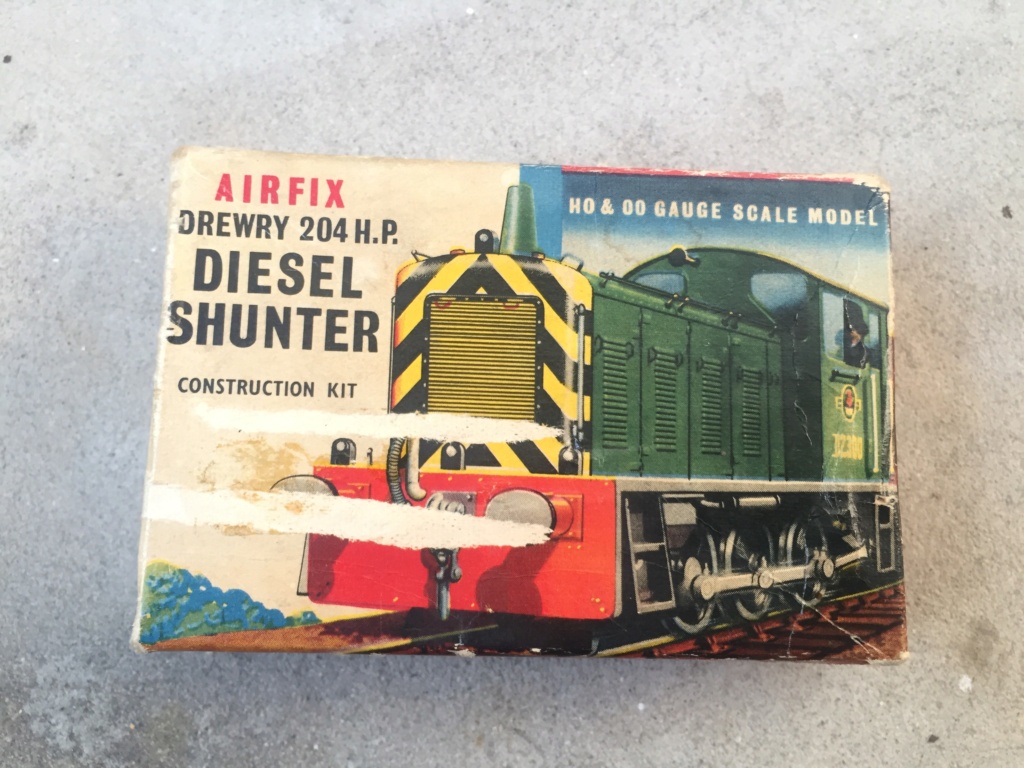 AIRFIX
DREWRY 204 H.P.
DIESEL
SHUNTER
CONSTRUCTION KIT
HO & OO GAUGE SCALE MODEL